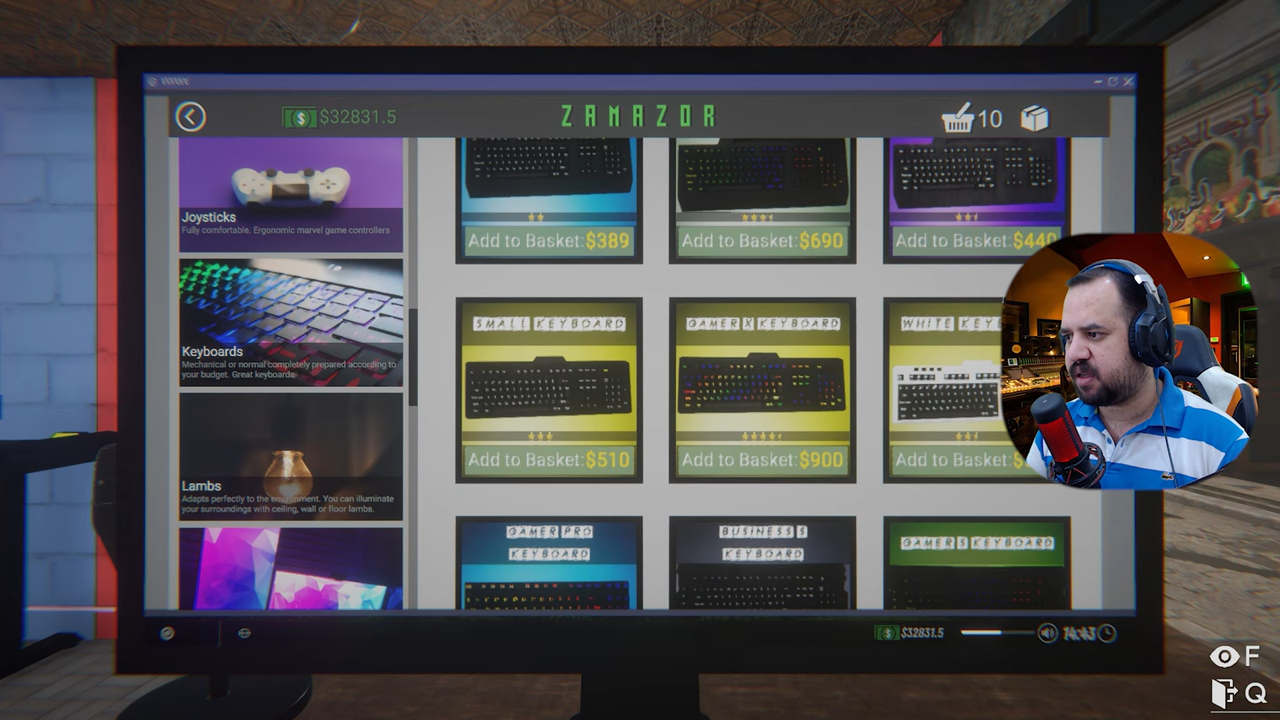 WWW
$32831.5
ZAMAZOR
10
Joysticks
Fully comfortable. Ergonomic marvel game controllers
Keyboards
Mechanical or normal completely prepared according to
your budget. Great keyboards
Lambs
Adapts perfectly to the environment. You can illuminate
your surroundings with ceiling, wall or floor lambs.
Add to Basket:$389
Add to Basket:$690
Add to Basket:$440
SMALL KEYBOARD
Add to Basket:$510
GAMER X KEYBOARD
Add to Basket:$900
WHITE
Add to Basket:
GAMER PRO
KEYBOARD
BUSINESS S
KEYBOARD
GAMER S KEYBOARD
$32831.5
14:43
F
Q